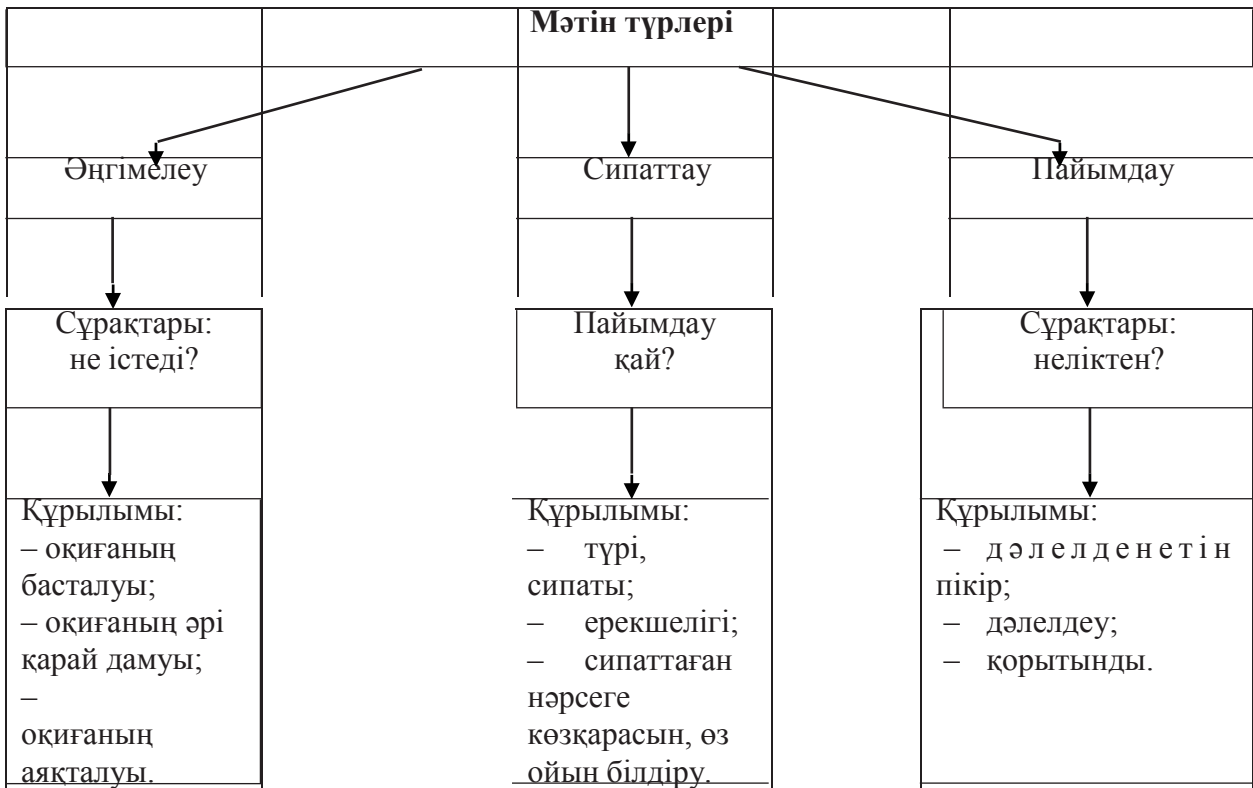 Мәтін түрлері
Әңгімелеу
Сипаттау
Пайымдау
Сұрақтары:
не істеді?
Пайымдау
қай?
Сұрақтары:
неліктен?
Құрылымы:
– оқиғаның
басталуы;
– оқиғаның әрі
қарай дамуы;
–
оқиғаның
аяқталуы.
Құрылымы:
– түрі,
сипаты;
– ерекшелігі;
– сипаттаған
нәрсеге
көзқарасын, өз
ойын білдіру.
Құрылымы:
– дәлелденетін
пікір;
– дәлелдеу;
– қорытынды.